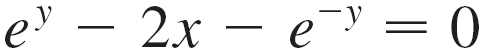 e^y − 2x − e^{−y} = 0